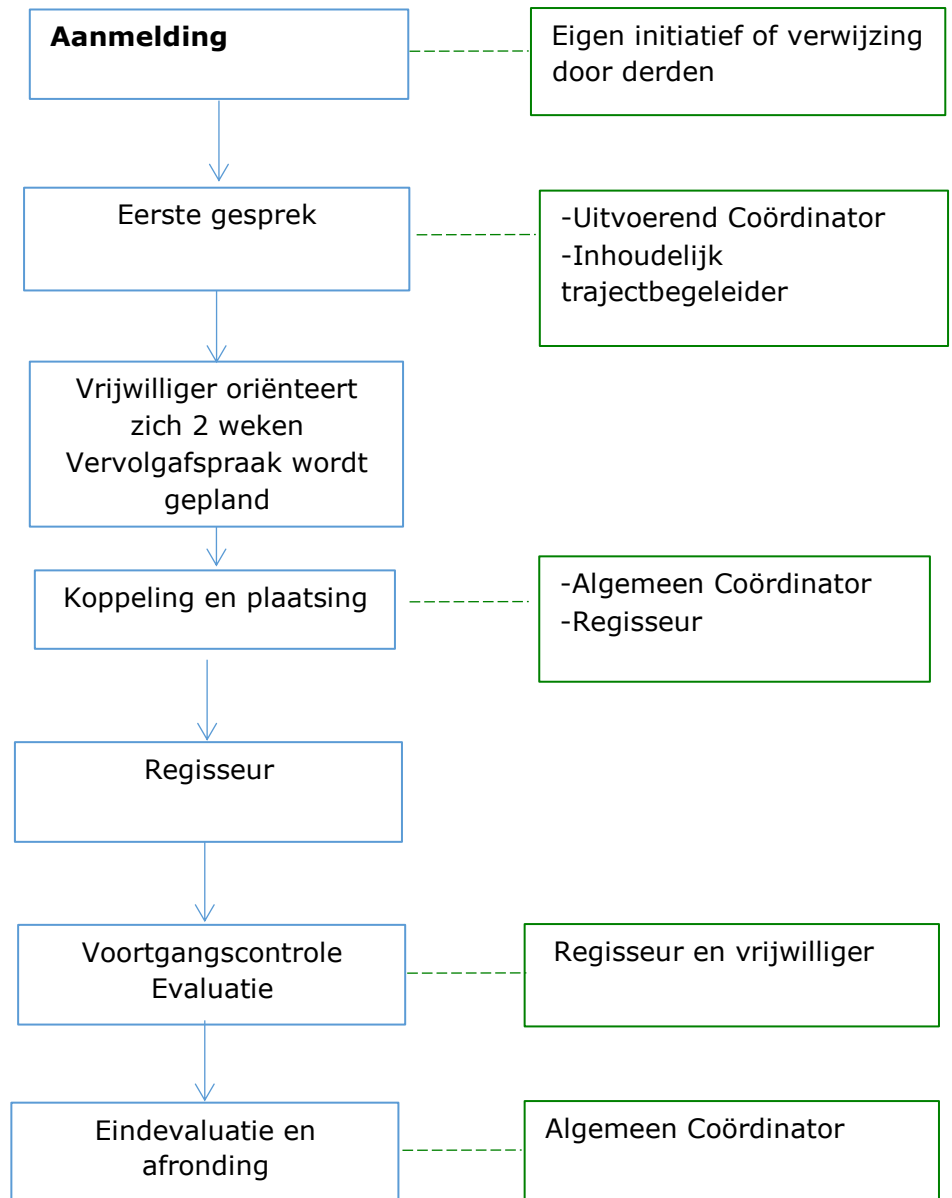 Aanmelding
Eigen initiatief of verwijzing
door derden
Eerste gesprek
-Uitvoerend Coördinator
-Inhoudelijk
trajectbegeleider
Vrijwilliger oriënteert
zich 2 weken
Vervolgafspraak wordt
gepland
Koppeling en plaatsing
-Algemeen Coördinator
-Regisseur
Regisseur
Voortgangscontrole
Evaluatie
Regisseur en vrijwilliger
Eindevaluatie en
afronding
Algemeen Coördinator